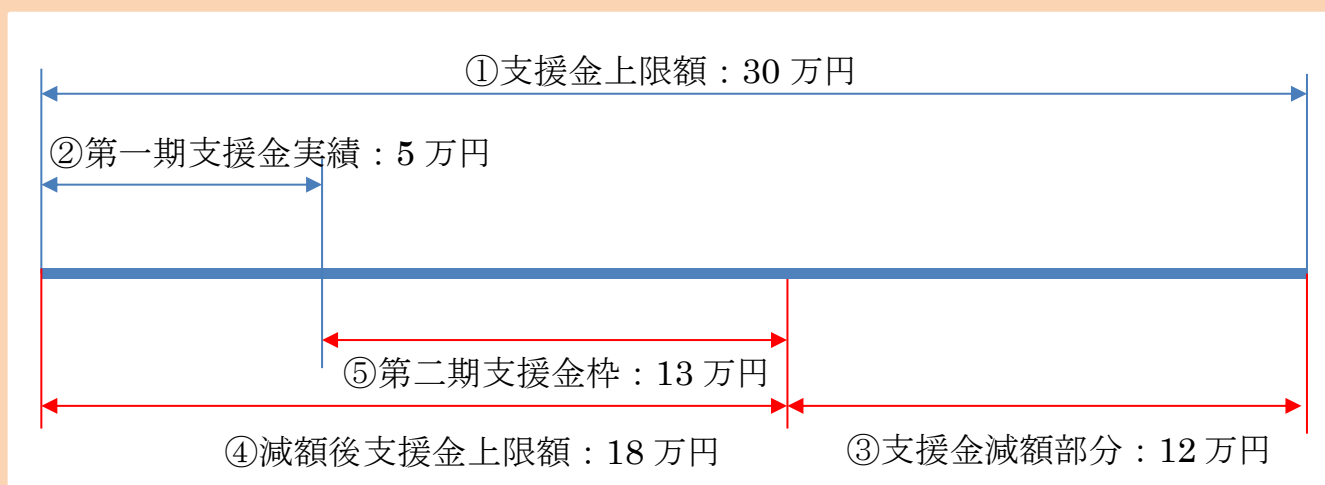 ①支援金上限額：30 万円
②第一期支援金実績：5 万円
⑤第二期支援金枠：13 万円
④減額後支援金上限額：18 万円
③支援金減額部分：12 万円